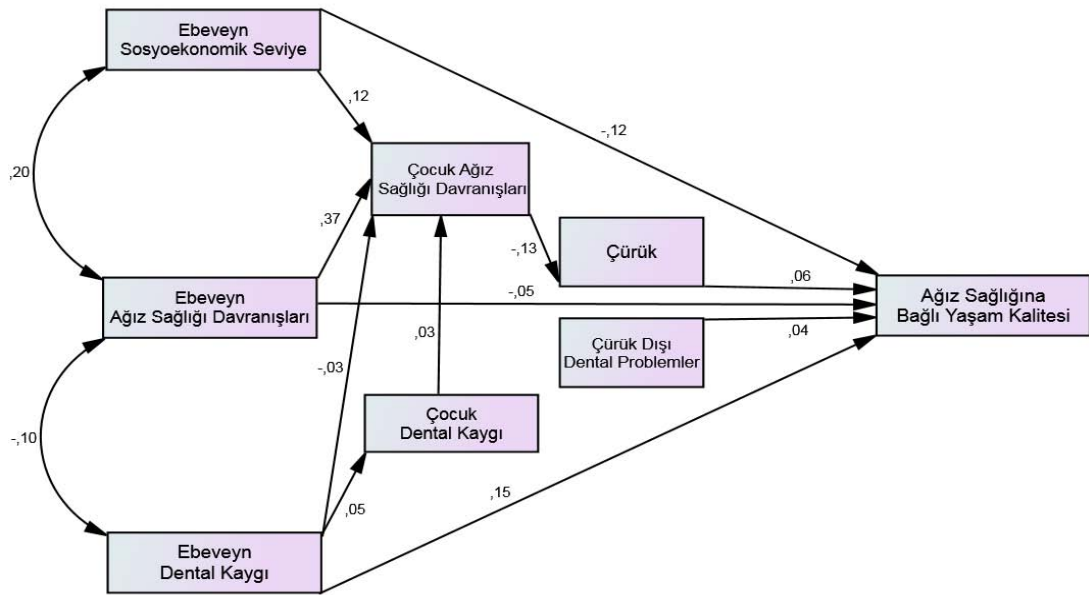 Ebeveyn
Sosyoekonomik Seviye
,12
-,12
,20
Çocuk Ağız
Sağlığı Davranışları
,37
-,13
Çürük
,06
Ebeveyn
Ağız Sağlığı Davranışları
-,05
Ağız Sağlığına
Bağlı Yaşam Kalitesi
,03
Çürük Dışı
Dental Problemler
,04
-,03
Çocuk
Dental Kaygı
-,10
,05
,15
Ebeveyn
Dental Kaygı